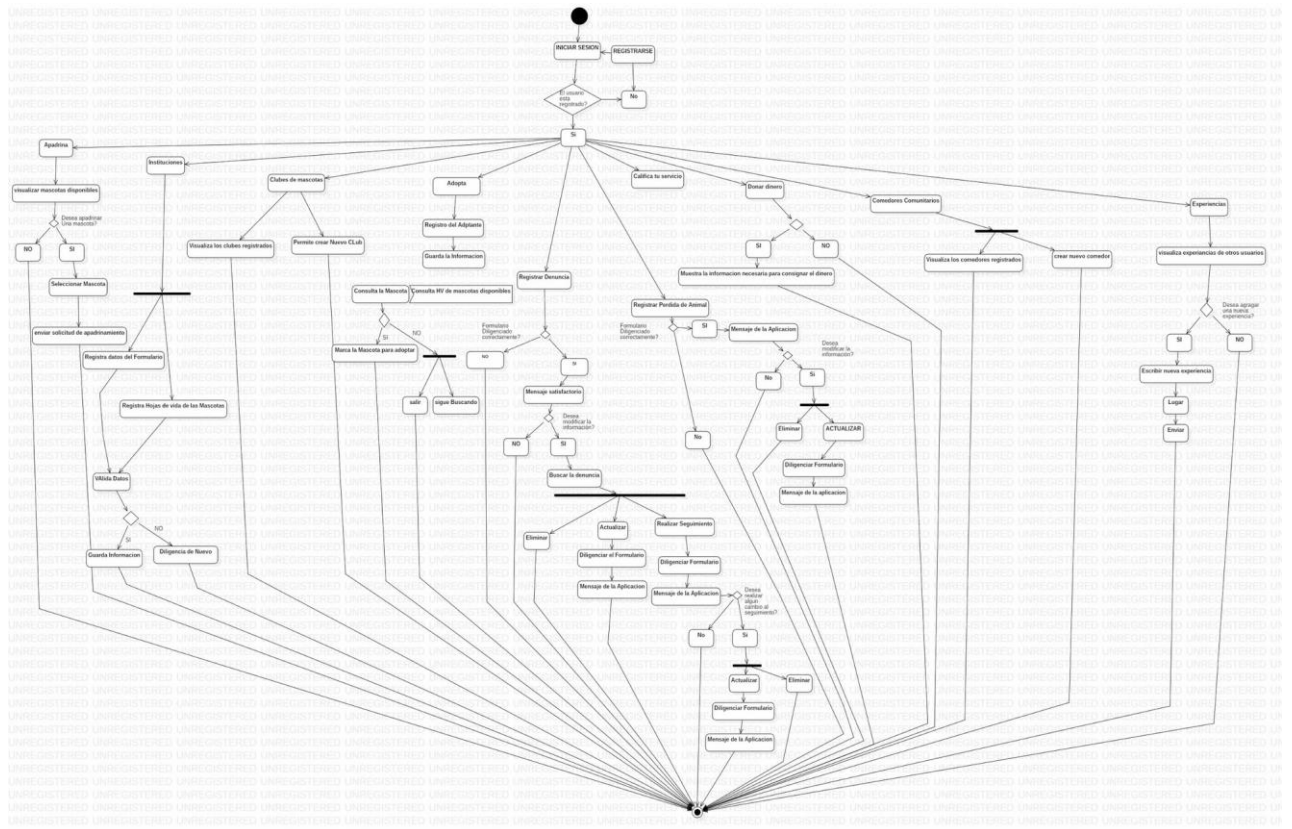 INICIAR SESION
REGISTRARSE
El usuario
esta
registrado?
No
Si
Apadrina
Instituciones
Clubes de mascotas
Adopta
Califica tu servicio
Donar dinero
Comedores Comunitarios
Experiencias
visualizar mascotas disponibles
Desea apadrinar
Una mascota?
NO
SI
Seleccionar Mascota
enviar solicitud de apadrinamiento
Registra datos del Formulario
Registra Hojas de vida de las Mascotas
VAlida Datos
NO
SI
Guarda Informacion
Diligencia de Nuevo
Visualiza los clubes registrados
Permite crear Nuevo CLub
Registro del Adptante
Guarda la Informacion
Consulta la Mascota
Consulta HV de mascotas disponibles
NO
SI
Marca la Mascota para adoptar
salir
sigue Buscando
Registrar Denuncia
Formulario
Diligenciado
correctamente?
NO
SI
Mensaje satisfactorio
Desea
modificar la
información?
NO
SI
Buscar la denuncia
Eliminar
Actualizar
Realizar Seguimiento
Diligenciar el Formulario
Mensaje de la Aplicacion
Diligenciar Formulario
Mensaje de la Aplicacion
Desea
realizar
algun
cambio al
seguimiento?
No
Si
Actualizar
Eliminar
Diligenciar Formulario
Mensaje de la Aplicacion
Registrar Perdida de Animal
Formulario
Diligenciado
correctamente?
SI
No
Mensaje de la Aplicacion
Desea
modificar la
información?
No
Si
Eliminar
ACTUALIZAR
Diligenciar Formulario
Mensaje de la aplicacion
SI
NO
Muestra la informacion necesaria para consignar el dinero
Visualiza los comedores registrados
crear nuevo comedor
visualiza experiencias de otros usuarios
Desea agragar
una nueva
experiencia?
SI
NO
Escribir nueva experiencia
Lugar
Enviar
UNREGISTERED